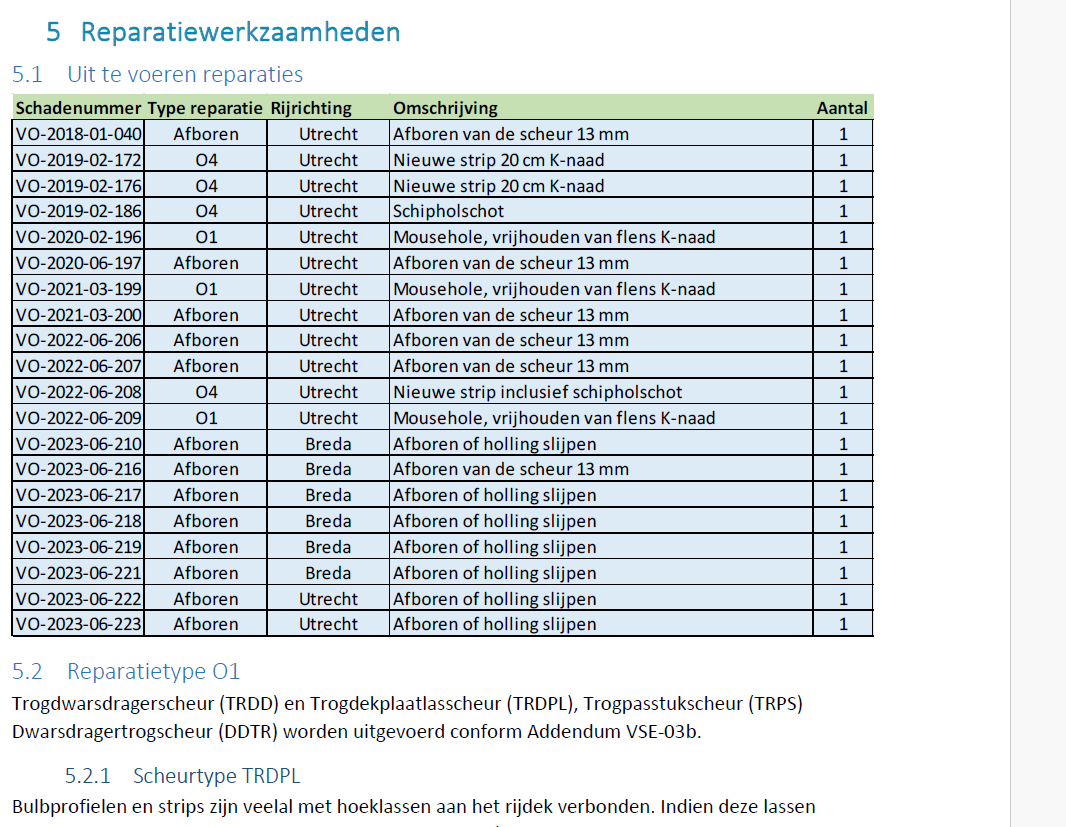 5 Reparatiewerkzaamheden
5.1 Uit te voeren reparaties
Schadenummer Type reparatie Rijrichting Omschrijving Aantal
VO-2018-01-040 Afboren Utrecht Afboren van de scheur 13 mm 1
VO-2019-02-172 O4 Utrecht Nieuwe strip 20 cm K-naad 1
VO-2019-02-176 O4 Utrecht Nieuwe strip 20 cm K-naad 1
VO-2019-02-186 O4 Utrecht Schipholschot 1
VO-2020-02-196 O1 Utrecht Mousehole, vrijhouden van flens K-naad 1
VO-2020-06-197 Afboren Utrecht Afboren van de scheur 13 mm 1
VO-2021-03-199 O1 Utrecht Mousehole, vrijhouden van flens K-naad 1
VO-2021-03-200 Afboren Utrecht Afboren van de scheur 13 mm 1
VO-2022-06-206 Afboren Utrecht Afboren van de scheur 13 mm 1
VO-2022-06-207 Afboren Utrecht Afboren van de scheur 13 mm 1
VO-2022-06-208 O4 Utrecht Nieuwe strip inclusief schipholschot 1
VO-2022-06-209 O1 Utrecht Mousehole, vrijhouden van flens K-naad 1
VO-2023-06-210 Afboren Breda Afboren of holling slijpen 1
VO-2023-06-216 Afboren Breda Afboren van de scheur 13 mm 1
VO-2023-06-217 Afboren Breda Afboren of holling slijpen 1
VO-2023-06-218 Afboren Breda Afboren of holling slijpen 1
VO-2023-06-219 Afboren Breda Afboren of holling slijpen 1
VO-2023-06-221 Afboren Breda Afboren of holling slijpen 1
VO-2023-06-222 Afboren Utrecht Afboren of holling slijpen 1
VO-2023-06-223 Afboren Utrecht Afboren of holling slijpen 1
5.2 Reparatietype O1
Trogdwarsdragerscheur (TRDD) en Trogdekplaatlasscheur (TRDPL), Trogpasstukscheur (TRPS)
Dwarsdragertrogscheur (DDTR) worden uitgevoerd conform Addendum VSE-03b.
5.2.1 Scheurtype TRDPL
Bulbprofielen en strips zijn veelal met hoeklassen aan het rijdek verbonden. Indien deze lassen